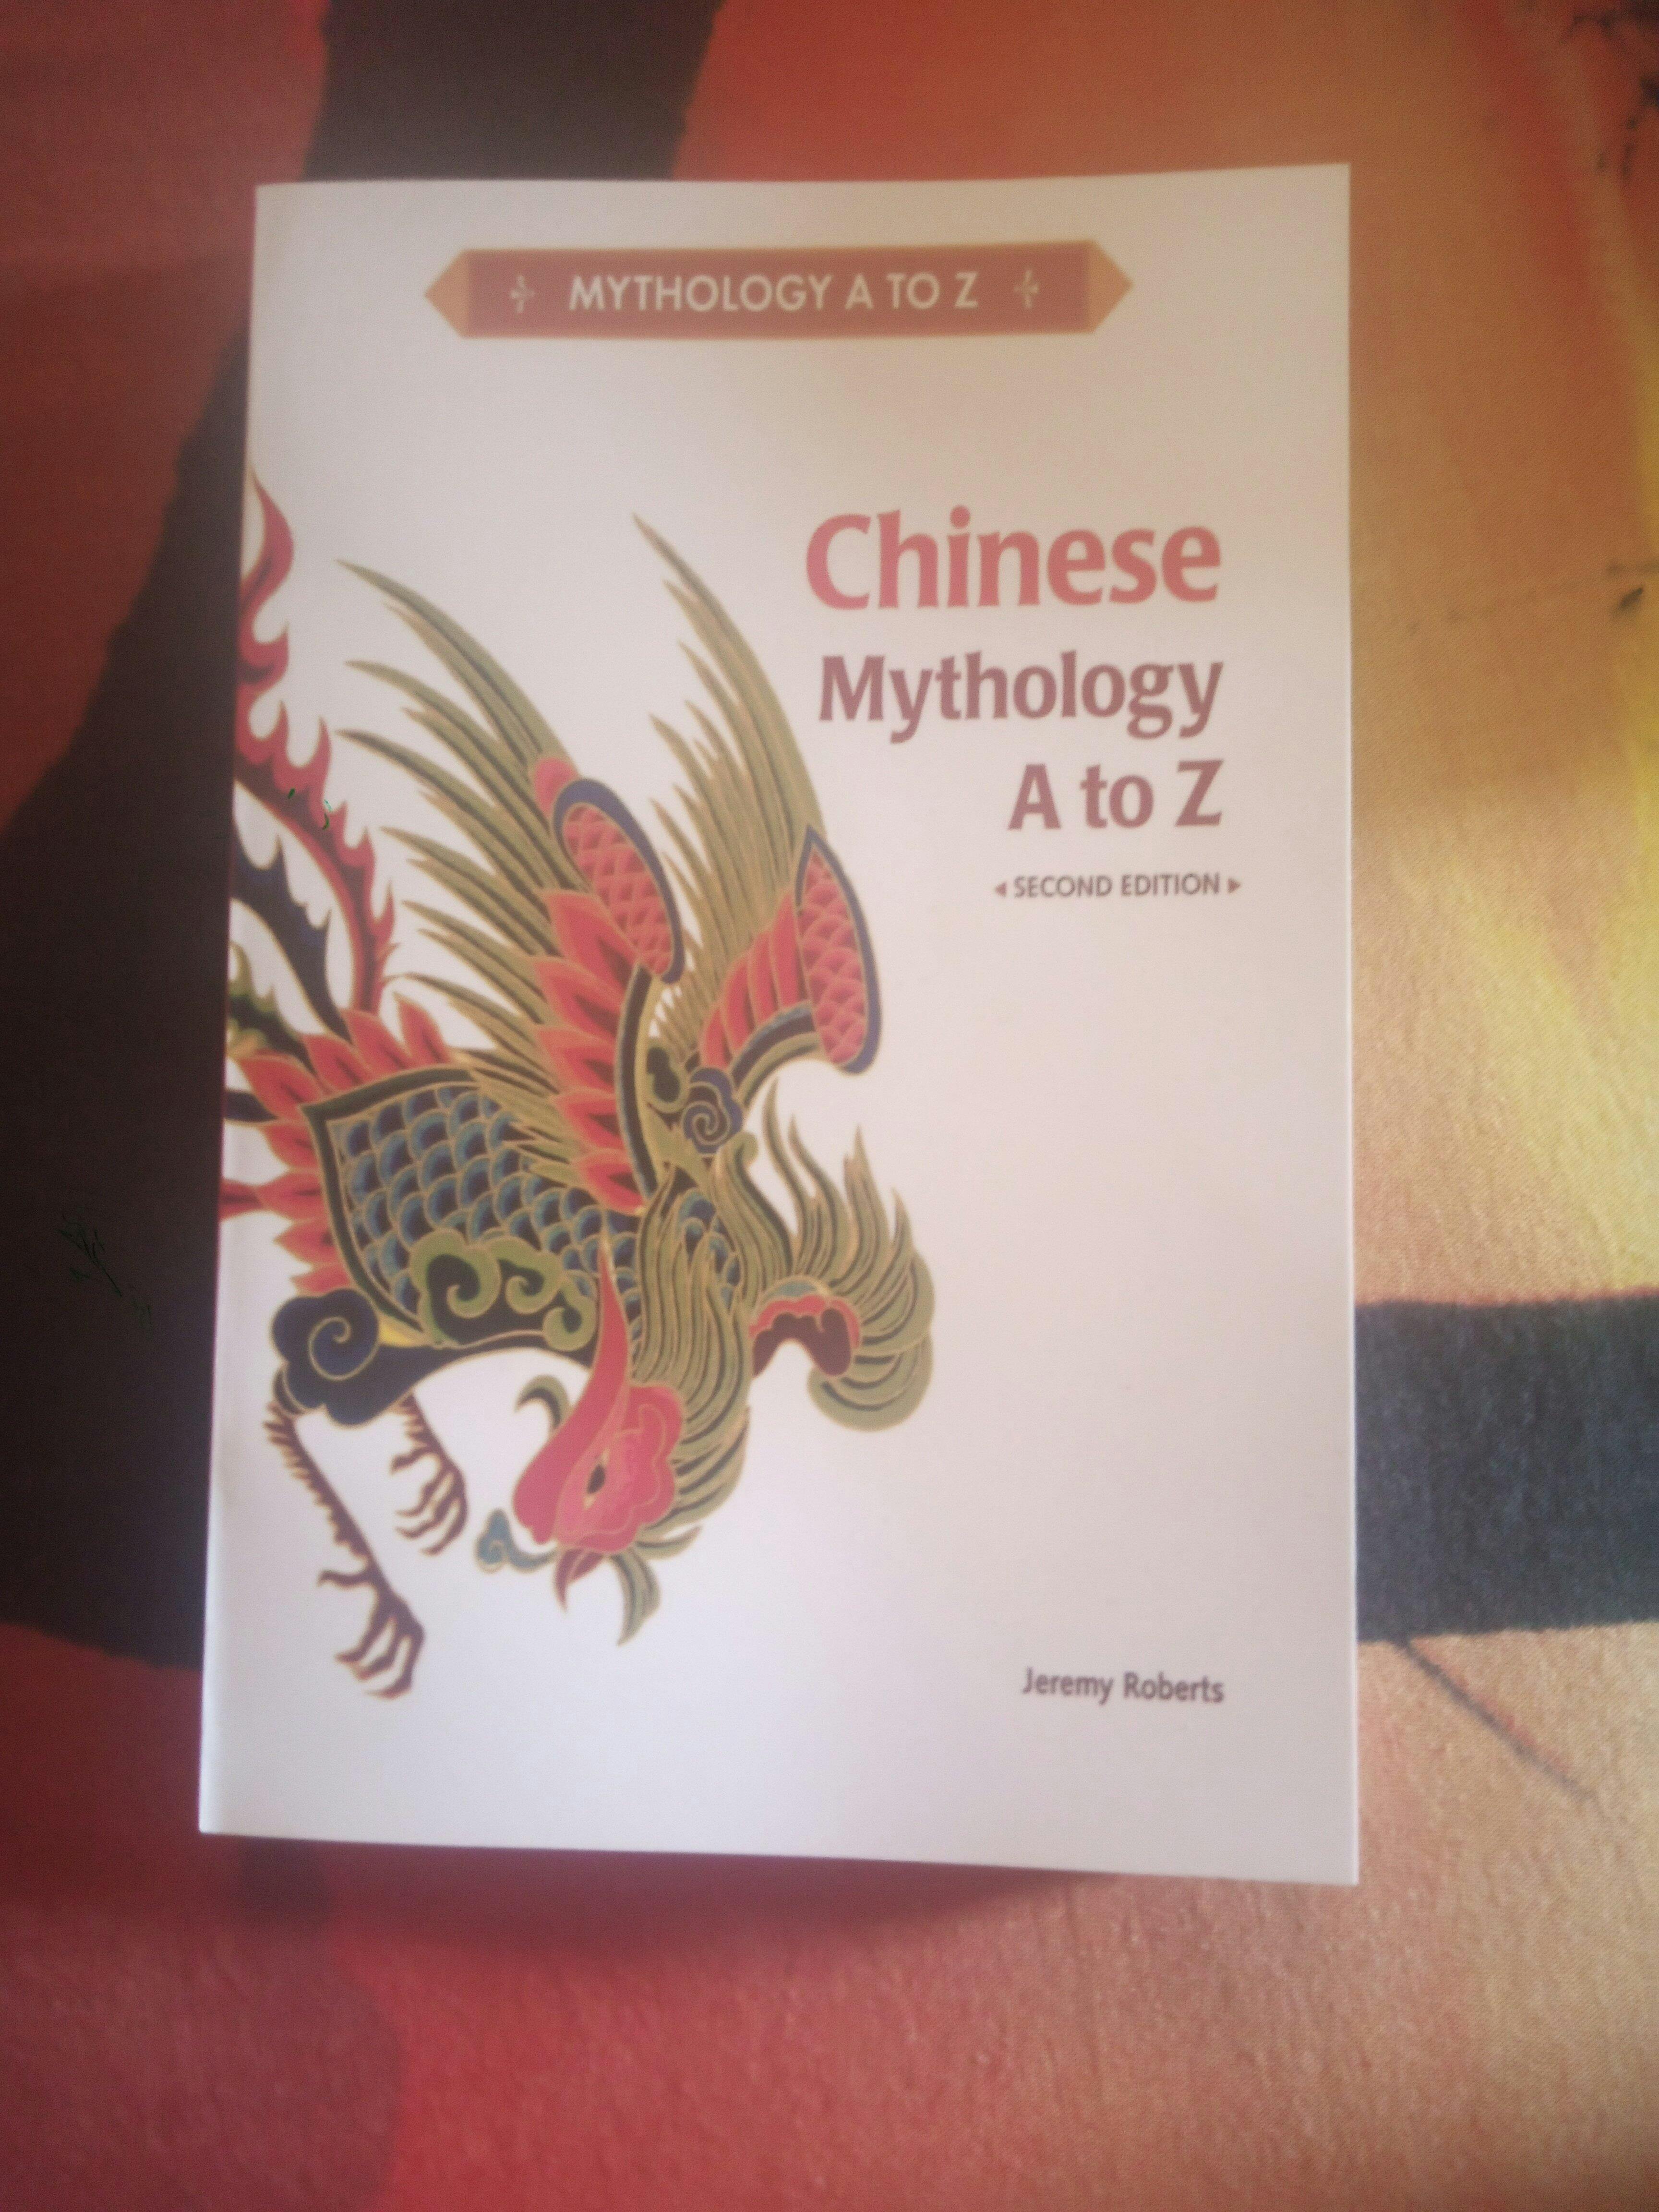 MYTHOLOGY A TO Z
Chinese
Mythology
A to Z
SECOND EDITION
Jeremy Roberts